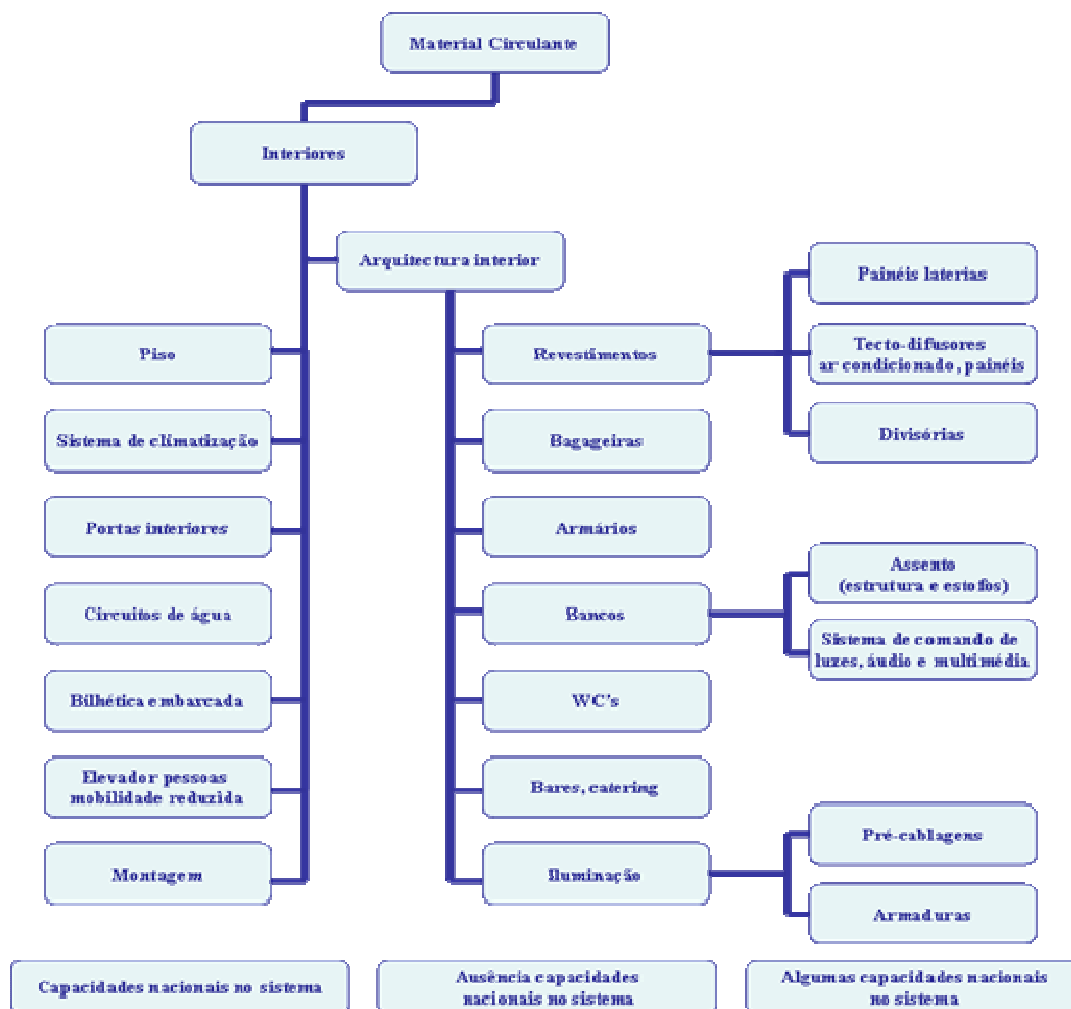 Material Circulante
Interiores
Arquitectura interior
Piso
Sistema de climatização
Portas interiores
Circuitos de água
Bilhética embarcada
Elevador pessoas
mobilidade reduzida
Montagem
Revestimentos
Bagageiras
Armários
Bancos
WC's
Bares, catering
Iluminação
Painéis laterias
Tecto-difusores
ar condicionado, painéis
Divisórias
Assento
(estrutura e estofos)
Sistema de comando de
luzes, áudio e multimédia
Pré-cablagens
Armaduras
Capacidades nacionais no sistema
Ausência capacidades
nacionais no sistema
Algumas capacidades nacionais
no sistema